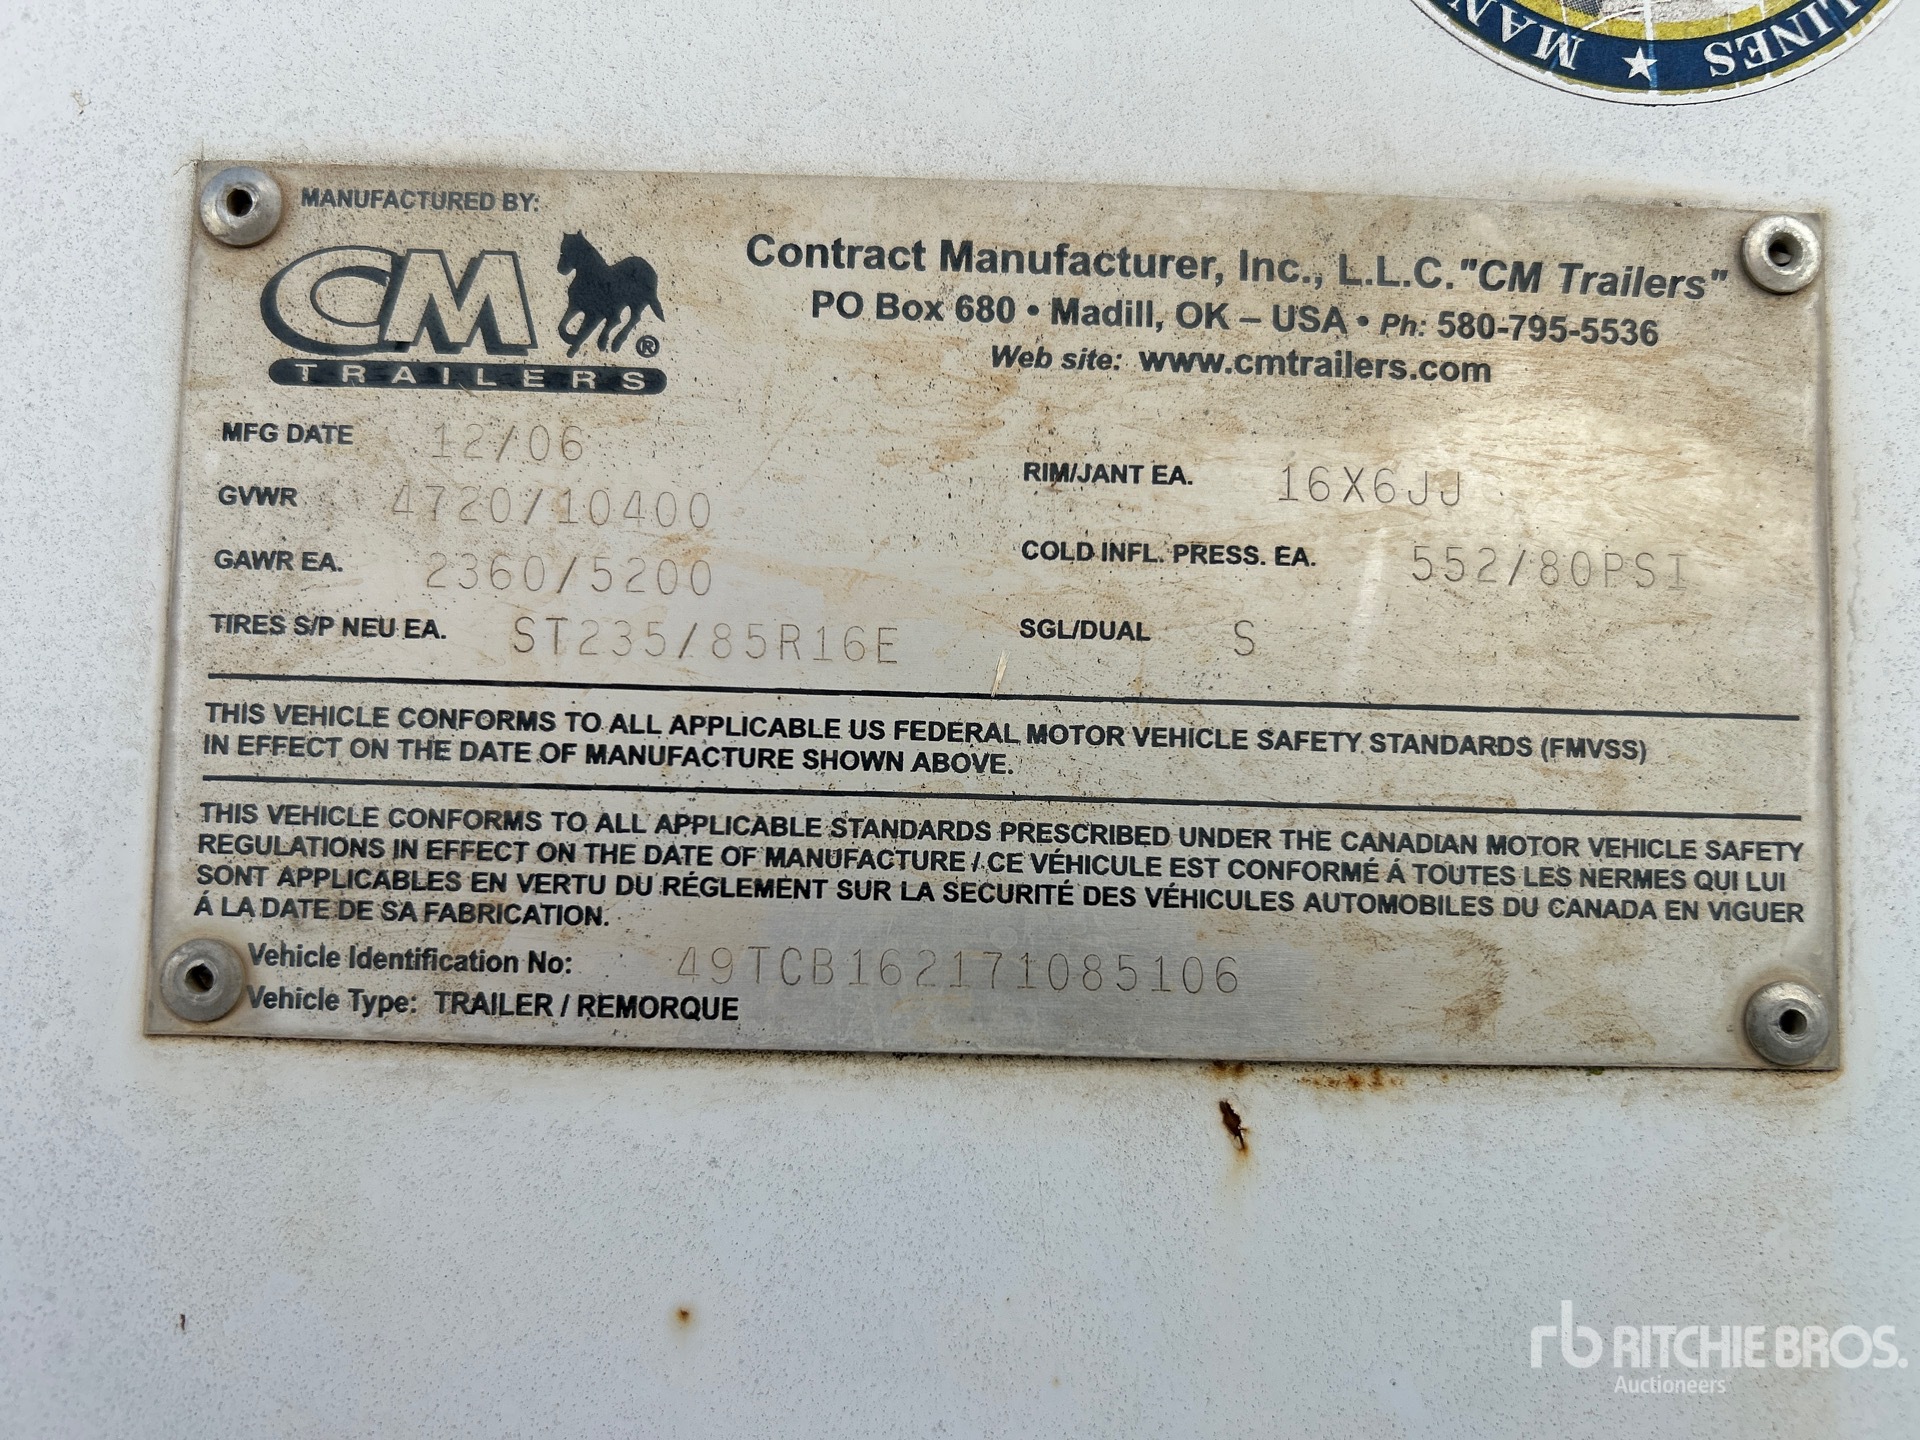 MAN ★ LINES
MANUFACTURED BY:
CM
TRAILERS
®
Contract Manufacturer, Inc., L.L.C. "CM Trailers"
PO Box 680 • Madill, OK – USA • Ph: 580-795-5536
Web site: www.cmtrailers.com
MFG DATE 12/06
GVWR 4720/10400
GAWR EA. 2360/5200
TIRES S/P NEU EA. ST235/85R16E
RIM/JANT EA. 16X6JJ
COLD INFL. PRESS. EA. 552/80PSI
SGL/DUAL S
THIS VEHICLE CONFORMS TO ALL APPLICABLE US FEDERAL MOTOR VEHICLE SAFETY STANDARDS (FMVSS)
IN EFFECT ON THE DATE OF MANUFACTURE SHOWN ABOVE.
THIS VEHICLE CONFORMS TO ALL APPLICABLE STANDARDS PRESCRIBED UNDER THE CANADIAN MOTOR VEHICLE SAFETY
REGULATIONS IN EFFECT ON THE DATE OF MANUFACTURE / CE VÉHICULE EST CONFORMÉ Á TOUTES LES NERMES QUI LUI
SONT APPLICABLES EN VERTU DU RÉGLEMENT SUR LA SECURITÉ DES VÉHICULES AUTOMOBILES DU CANADA EN VIGUER
Á LA DATE DE SA FABRICATION.
Vehicle Identification No: 49TCB162171085106
Vehicle Type: TRAILER / REMORQUE
rb RITCHIE BROS.
Auctioneers